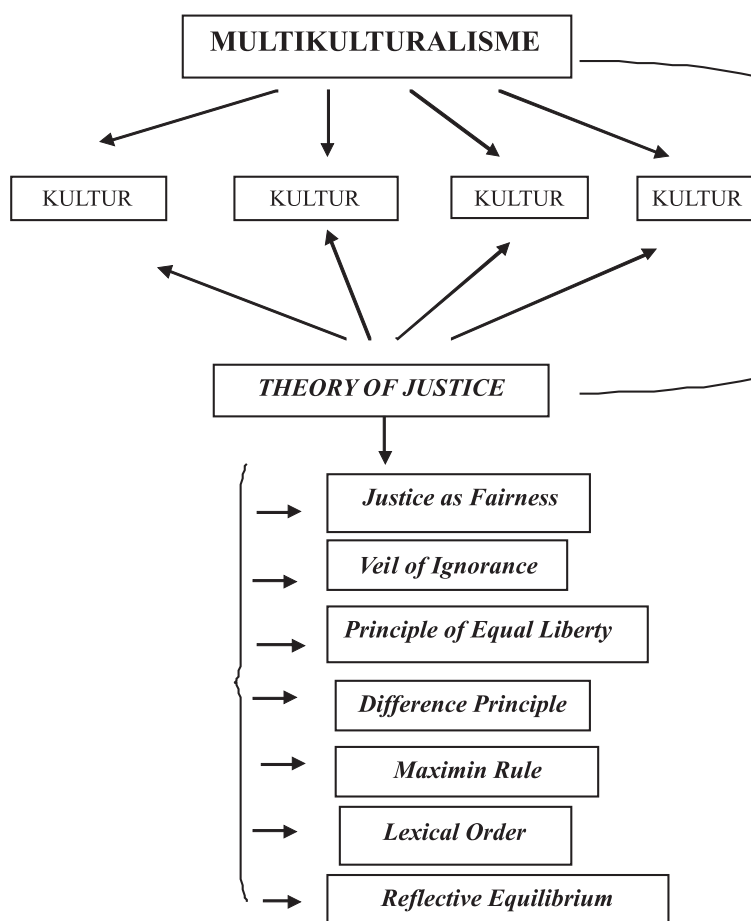 MULTIKULTURALISME
KULTUR KULTUR KULTUR KULTUR
THEORY OF JUSTICE
Justice as Fairness
Veil of Ignorance
Principle of Equal Liberty
Difference Principle
Maximin Rule
Lexical Order
Reflective Equilibrium